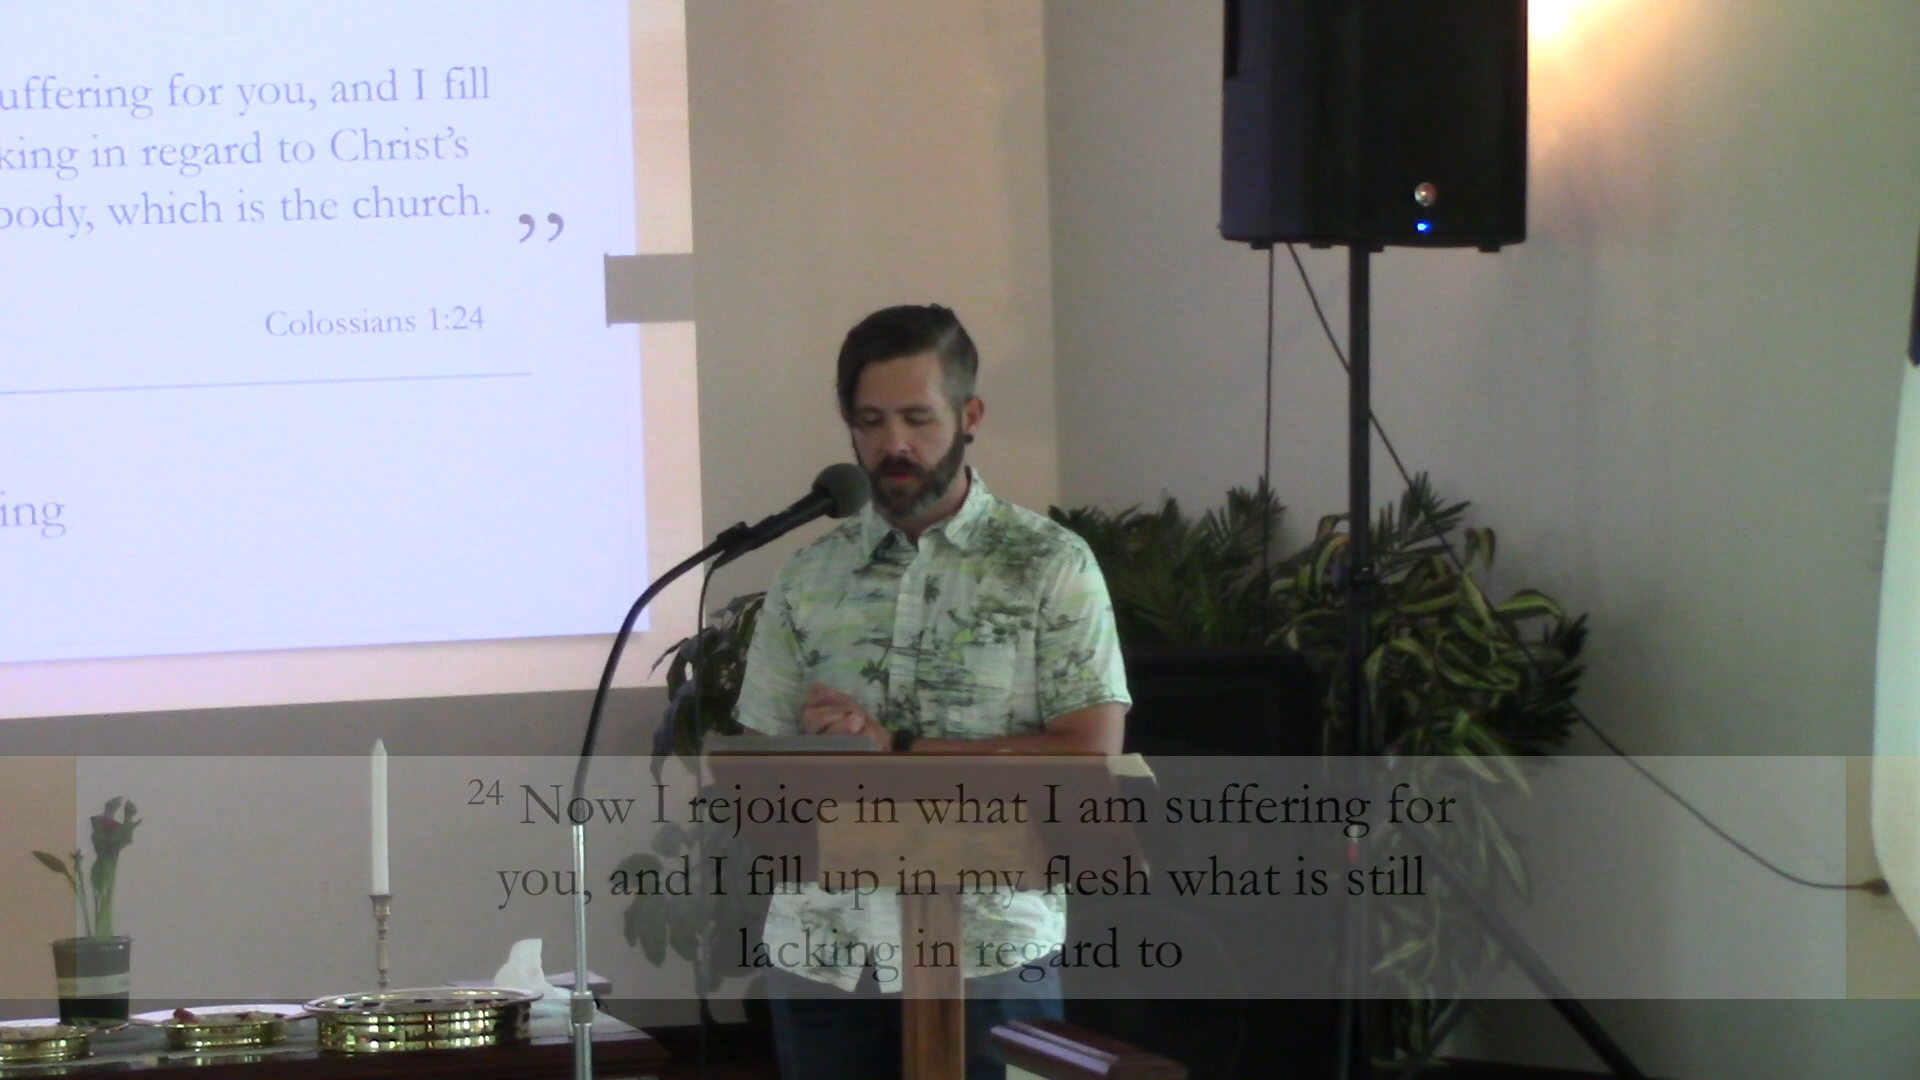 uffering for you, and I fill
king in regard to Christ's
body, which is the church. ”
Colossians 1:24
ing
24 Now I rejoice in what I am suffering for
you, and I fill up in my flesh what is still
lacking in regard to